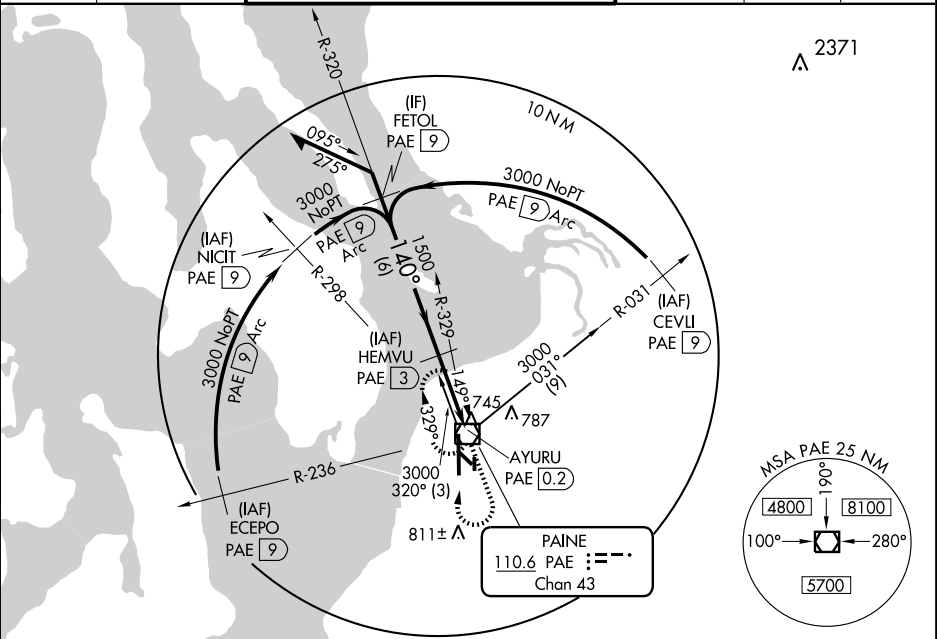 2371
R-320
10 NM
(IF)
FETOL
PAE 9
095°
275°
3000 NoPT
PAE 9 Arc
3000
NoPT
PAE 9
Arc
(IAF)
NICIT
PAE 9
R-298
140°
(6)
1500
R-329
R-031
(IAF)
CEVLI
PAE 9
3000 NoPT
PAE 9 Arc
(IAF)
HEMVU
PAE 3
3000
031°
(9)
149°
329°
745
787
AYURU
PAE 0.2
3000
320° (3)
R-236
(IAF)
ECEPO
PAE 9
811±
PAINE
110.6 PAE
Chan 43
MSA PAE 25 NM
190°
4800
8100
100°
280°
5700